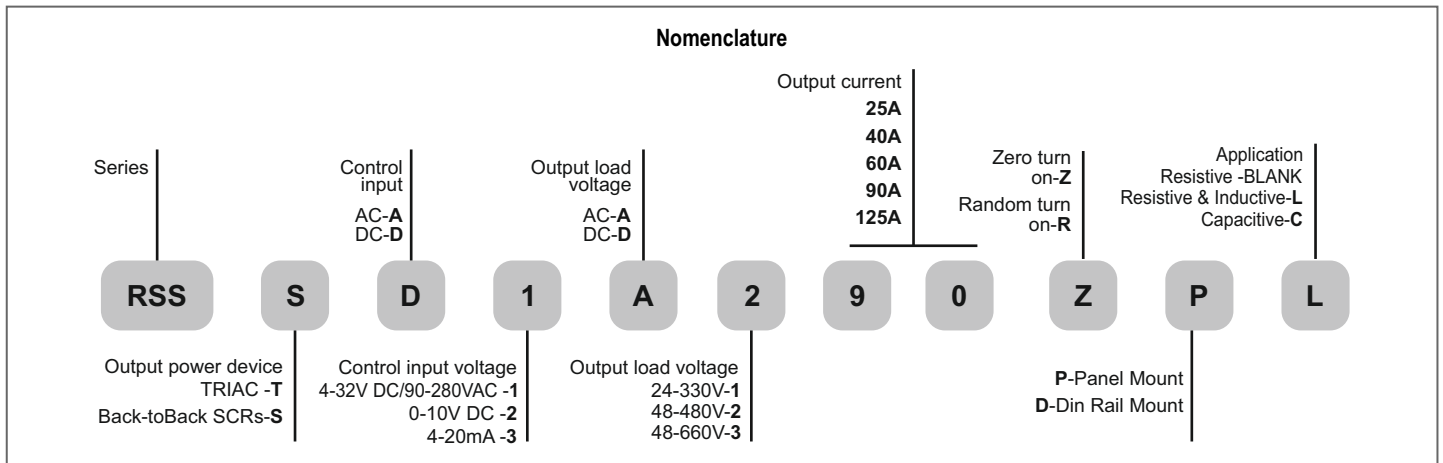 Nomenclature
Output current
25A
40A
60A
90A
125A
Series
Control
input
AC-A
DC-D
Output load
voltage
AC-A
DC-D
Zero turn
on-Z
Random turn
on-R
Application
Resistive -BLANK
Resistive & Inductive-L
Capacitive-C
RSS S D 1 A 2 9 0 Z P L
Output power device
TRIAC -T
Back-toBack SCRs-S
Control input voltage
4-32V DC/90-280VAC -1
0-10V DC -2
4-20mA -3
Output load voltage
24-330V-1
48-480V-2
48-660V-3
P-Panel Mount
D-Din Rail Mount